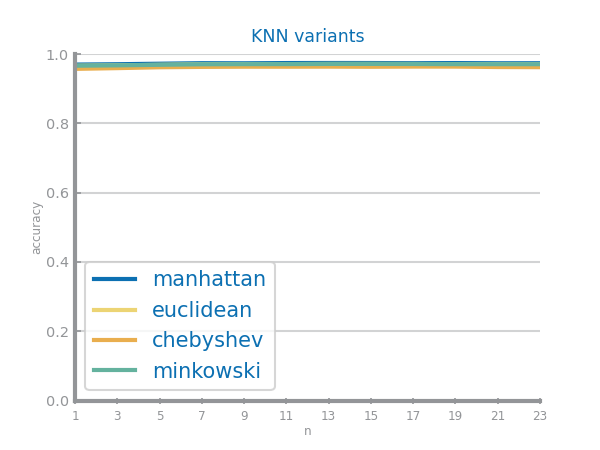 KNN variants
1.0
0.8
0.6
0.4
0.2
0.0
accuracy
manhattan
euclidean
chebyshev
minkowski
1 3 5 7 9 11 13 15 17 19 21 23
n